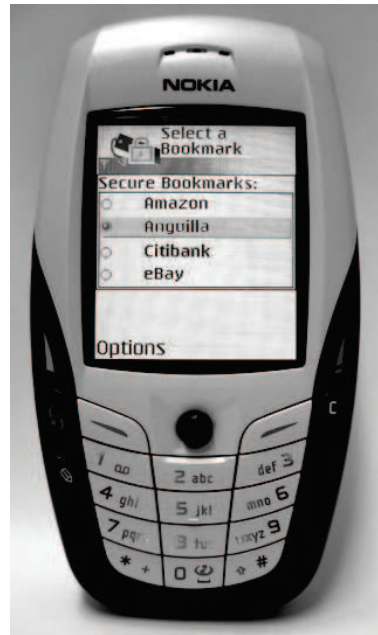 NOKIA
Select a
Bookmark
Secure Bookmarks:
Amazon
Anguilla
Citibank
eBay
Options
C
1
2 abc
def 3
4 ghi
5 jkl
mno 6
7 pqrs
8 tuv
wxyz 9
* +
0
#